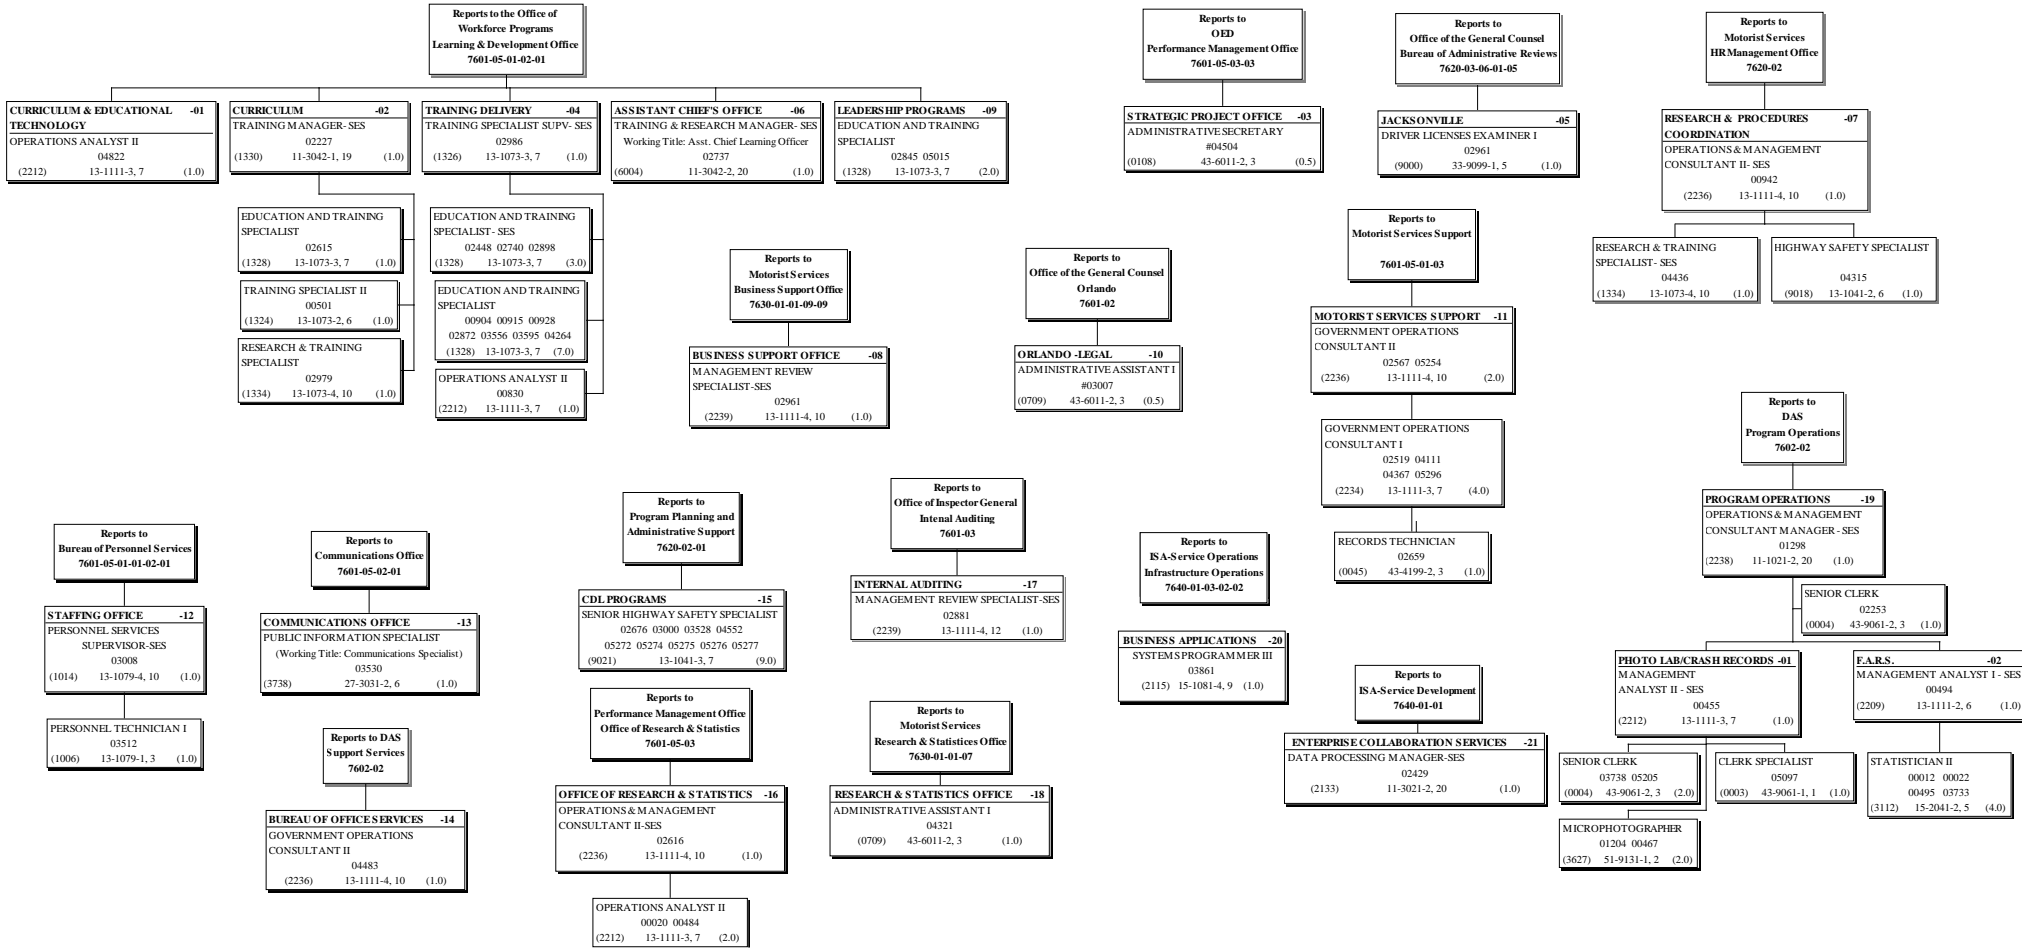 Reports to the Office of
Workforce Programs
Learning & Development Office
7601-05-01-02-01
CURRICULUM & EDUCATIONAL -01
TECHNOLOGY
OPERATIONS ANALYST II
04822
(2212) 13-1111-3, 7 (1.0)
CURRICULUM -02
TRAINING MANAGER- SES
02227
(1330) 11-3042-1, 19 (1.0)
EDUCATION AND TRAINING
SPECIALIST
02615
(1328) 13-1073-3, 7 (1.0)
TRAINING SPECIALIST II
00501
(1324) 13-1073-2, 6 (1.0)
RESEARCH & TRAINING
SPECIALIST
02979
(1334) 13-1073-4, 10 (1.0)
TRAINING DELIVERY -04
TRAINING SPECIALIST SUPV- SES
02986
(1326) 13-1073-3, 7 (1.0)
EDUCATION AND TRAINING
SPECIALIST- SES
02448 02740 02898
(1328) 13-1073-3, 7 (3.0)
EDUCATION AND TRAINING
SPECIALIST
00904 00915 00928
02872 03556 03595 04264
(1328) 13-1073-3, 7 (7.0)
OPERATIONS ANALYST II
00830
(2212) 13-1111-3, 7 (1.0)
ASSISTANT CHIEF'S OFFICE -06
TRAINING & RESEARCH MANAGER- SES
Working Title: Asst. Chief Learning Officer
02737
(6004) 11-3042-2, 20 (1.0)
LEADERSHIP PROGRAMS -09
EDUCATION AND TRAINING
SPECIALIST
02845 05015
(1328) 13-1073-3, 7 (2.0)
Reports to
OED
Performance Management Office
7601-05-03-03
STRATEGIC PROJECT OFFICE -03
ADMINISTRATIVE SECRETARY
#04504
(0108) 43-6011-2, 3 (0.5)
Reports to
Office of the General Counsel
Bureau of Administrative Reviews
7620-03-06-01-05
JACKSONVILLE -05
DRIVER LICENSES EXAMINER I
02961
(9000) 33-9099-1, 5 (1.0)
Reports to
Motorist Services
HR Management Office
7620-02
RESEARCH & PROCEDURES -07
COORDINATION
OPERATIONS & MANAGEMENT
CONSULTANT II- SES
00942
(2236) 13-1111-4, 10 (1.0)
RESEARCH & TRAINING
SPECIALIST- SES
04436
(1334) 13-1073-4, 10 (1.0)
HIGHWAY SAFETY SPECIALIST
04315
(9018) 13-1041-2, 6 (1.0)
Reports to
Motorist Services
Business Support Office
7630-01-01-09-09
BUSINESS SUPPORT OFFICE -08
MANAGEMENT REVIEW
SPECIALIST-SES
02961
(2239) 13-1111-4, 10 (1.0)
Reports to
Office of the General Counsel
Orlando
7601-02
ORLANDO -LEGAL -10
ADMINISTRATIVE ASSISTANT I
#03007
(0709) 43-6011-2, 3 (0.5)
Reports to
Motorist Services Support
7601-05-01-03
MOTORIST SERVICES SUPPORT -11
GOVERNMENT OPERATIONS
CONSULTANT II
02567 05254
(2236) 13-1111-4, 10 (2.0)
GOVERNMENT OPERATIONS
CONSULTANT I
02519 04111
04367 05296
(2234) 13-1111-3, 7 (4.0)
RECORDS TECHNICIAN
02659
(0045) 43-4199-2, 3 (1.0)
Reports to
DAS
Program Operations
7602-02
PROGRAM OPERATIONS -19
OPERATIONS & MANAGEMENT
CONSULTANT MANAGER - SES
01298
(2238) 11-1021-2, 20 (1.0)
SENIOR CLERK
02253
(0004) 43-9061-2, 3 (1.0)
PHOTO LAB/CRASH RECORDS -01
MANAGEMENT
ANALYST II - SES
00455
(2212) 13-1111-3, 7 (1.0)
F.A.R.S. -02
MANAGEMENT ANALYST I - SES
00494
(2209) 13-1111-2, 6 (1.0)
SENIOR CLERK
03738 05205
(0004) 43-9061-2, 3 (2.0)
CLERK SPECIALIST
05097
(0003) 43-9061-1, 1 (1.0)
STATISTICIAN II
00012 00022
00495 03733
(3112) 15-2041-2, 5 (4.0)
MICROPHOTOGRAPHER
01204 00467
(3627) 51-9131-1, 2 (2.0)
Reports to
Bureau of Personnel Services
7601-05-01-01-02-01
STAFFING OFFICE -12
PERSONNEL SERVICES
SUPERVISOR-SES
03008
(1014) 13-1079-4, 10 (1.0)
PERSONNEL TECHNICIAN I
03512
(1006) 13-1079-1, 3 (1.0)
Reports to
Communications Office
7601-05-02-01
COMMUNICATIONS OFFICE -13
PUBLIC INFORMATION SPECIALIST
(Working Title: Communications Specialist)
03530
(3738) 27-3031-2, 6 (1.0)
Reports to DAS
Support Services
7602-02
BUREAU OF OFFICE SERVICES -14
GOVERNMENT OPERATIONS
CONSULTANT II
04483
(2236) 13-1111-4, 10 (1.0)
Reports to
Program Planning and
Administrative Support
7620-02-01
CDL PROGRAMS -15
SENIOR HIGHWAY SAFETY SPECIALIST
02676 03000 03528 04552
05272 05274 05275 05276 05277
(9021) 13-1041-3, 7 (9.0)
Reports to
Performance Management Office
Office of Research & Statistics
7601-05-03
OFFICE OF RESEARCH & STATISTICS -16
OPERATIONS & MANAGEMENT
CONSULTANT II-SES
02616
(2236) 13-1111-4, 10 (1.0)
OPERATIONS ANALYST II
00020 00484
(2212) 13-1111-3, 7 (2.0)
Reports to
Office of Inspector General
Intenal Auditing
7601-03
INTERNAL AUDITING -17
MANAGEMENT REVIEW SPECIALIST-SES
02881
(2239) 13-1111-4, 12 (1.0)
Reports to
Motorist Services
Research & Statistices Office
7630-01-01-07
RESEARCH & STATISTICS OFFICE -18
ADMINISTRATIVE ASSISTANT I
04321
(0709) 43-6011-2, 3 (1.0)
Reports to
ISA-Service Operations
Infrastructure Operations
7640-01-03-02-02
BUSINESS APPLICATIONS -20
SYSTEMS PROGRAMMER III
03861
(2115) 15-1081-4, 9 (1.0)
Reports to
ISA-Service Development
7640-01-01
ENTERPRISE COLLABORATION SERVICES -21
DATA PROCESSING MANAGER-SES
02429
(2133) 11-3021-2, 20 (1.0)